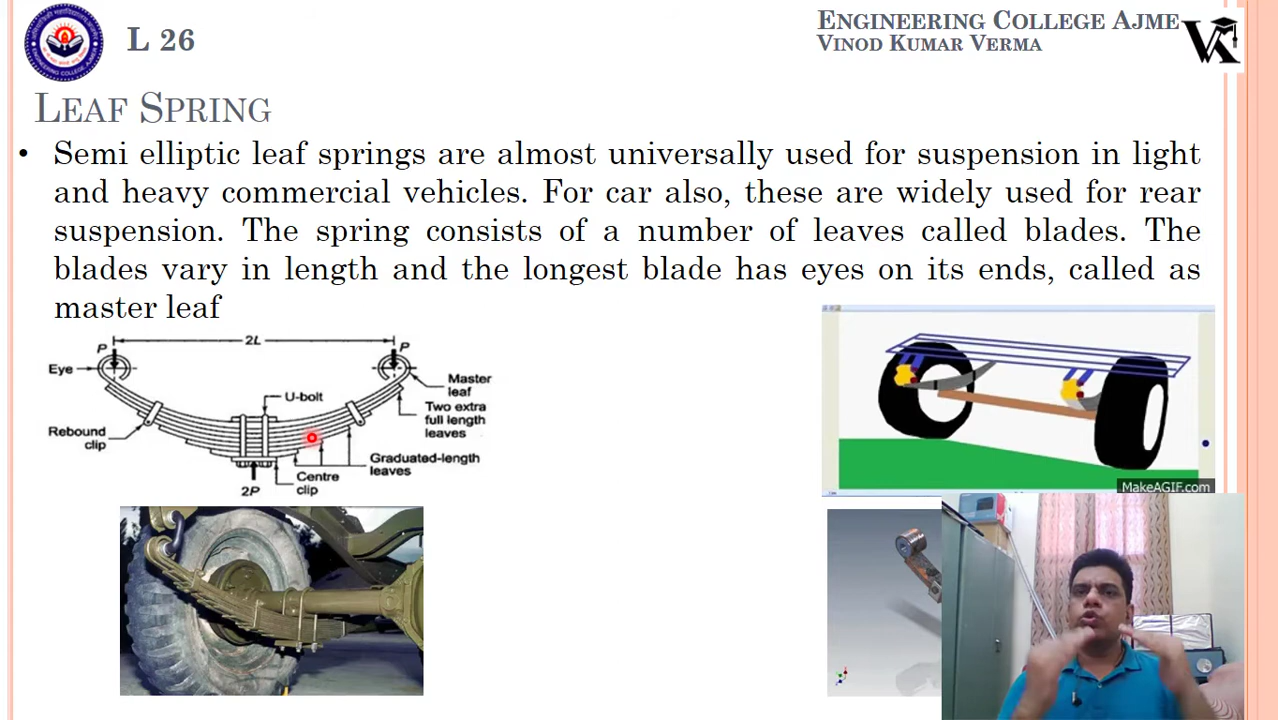 L 26
ENGINEERING COLLEGE AJME
VINOD KUMAR VERMA
LEAF SPRING
• Semi elliptic leaf springs are almost universally used for suspension in light
and heavy commercial vehicles. For car also, these are widely used for rear
suspension. The spring consists of a number of leaves called blades. The
blades vary in length and the longest blade has eyes on its ends, called as
master leaf
2L
P
P
Eye
Master
leaf
U-bolt
Two extra
full length
leaves
Rebound
clip
Graduated-length
leaves
Centre
clip
2P
MakeAGIF.com